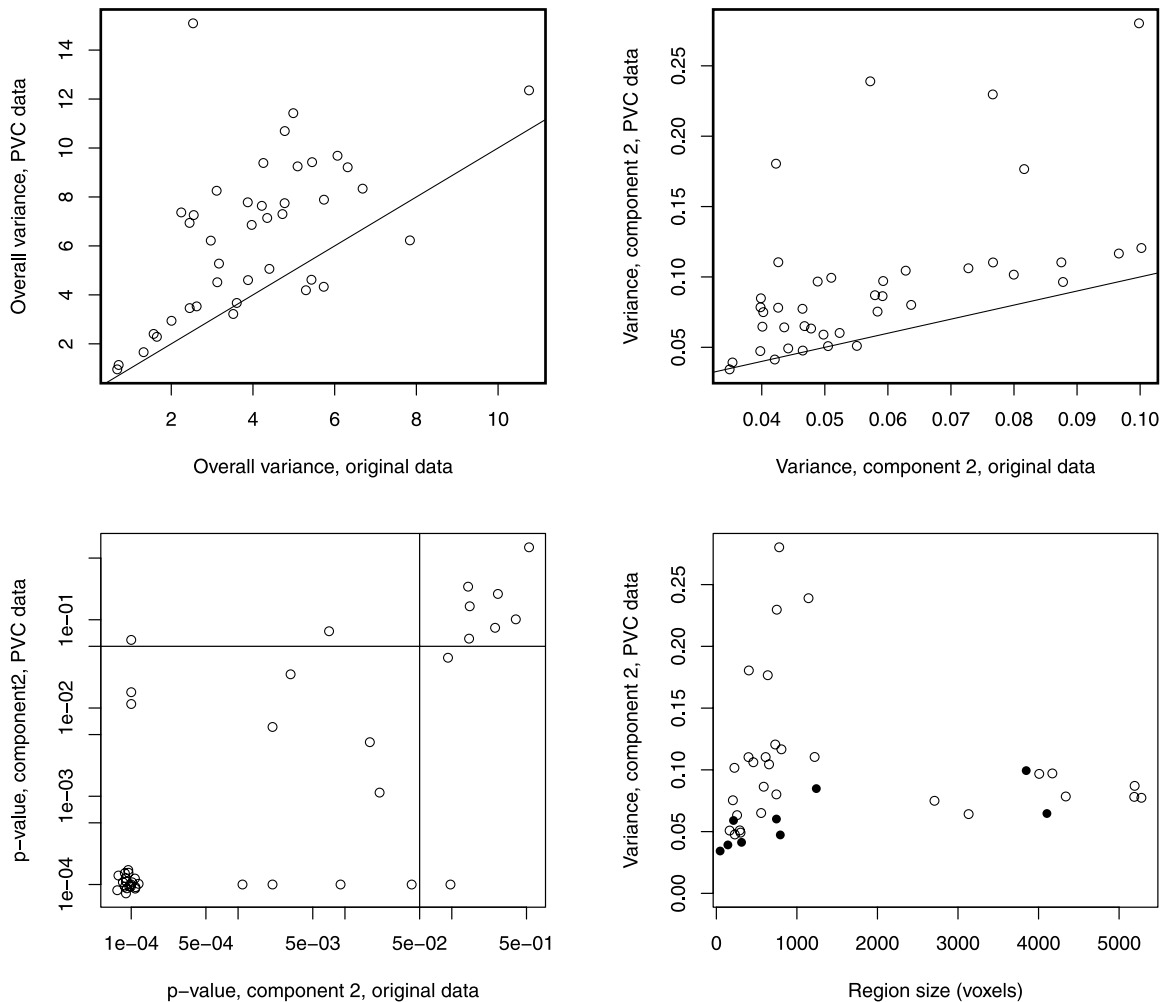 Overall variance, PVC data
2 4 6 8 10 12 14
2 4 6 8 10
Overall variance, original data
Variance, component 2, PVC data
0.05 0.10 0.15 0.20 0.25
0.04 0.05 0.06 0.07 0.08 0.09 0.10
Variance, component 2, original data
p−value, component2, PVC data
1e−04 1e−03 1e−02 1e−01
1e−04 5e−04 5e−03 5e−02 5e−01
p−value, component 2, original data
Variance, component 2, PVC data
0.00 0.05 0.10 0.15 0.20 0.25
0 1000 2000 3000 4000 5000
Region size (voxels)